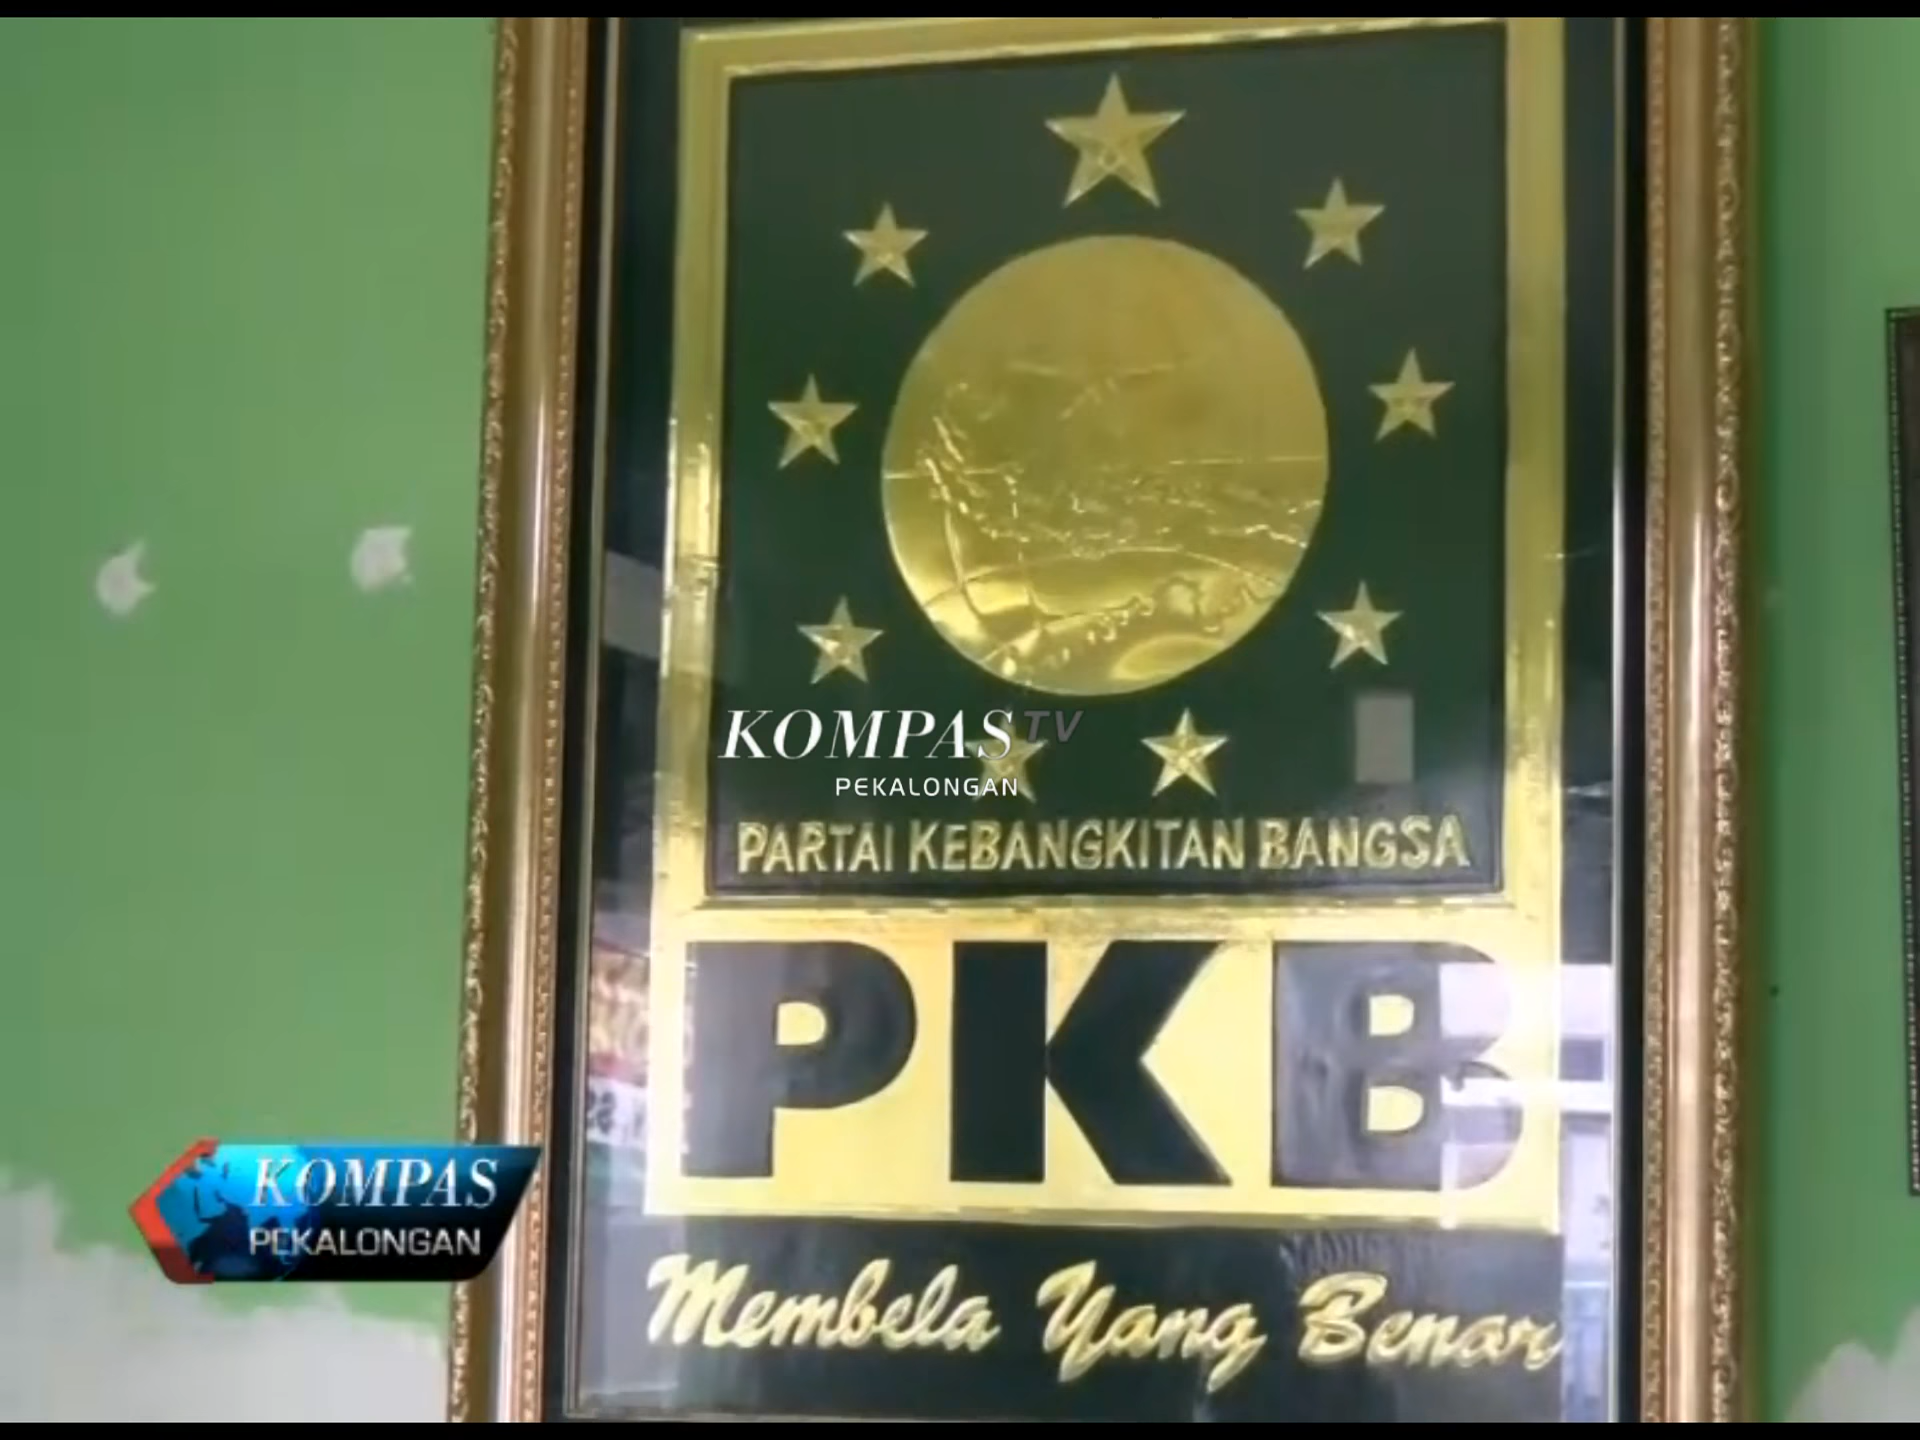 KOMPAS TV
PEKALONGAN
PARTAI KEBANGKITAN BANGSA
PKB
KOMPAS
PEKALONGAN
Membela Yang Benar